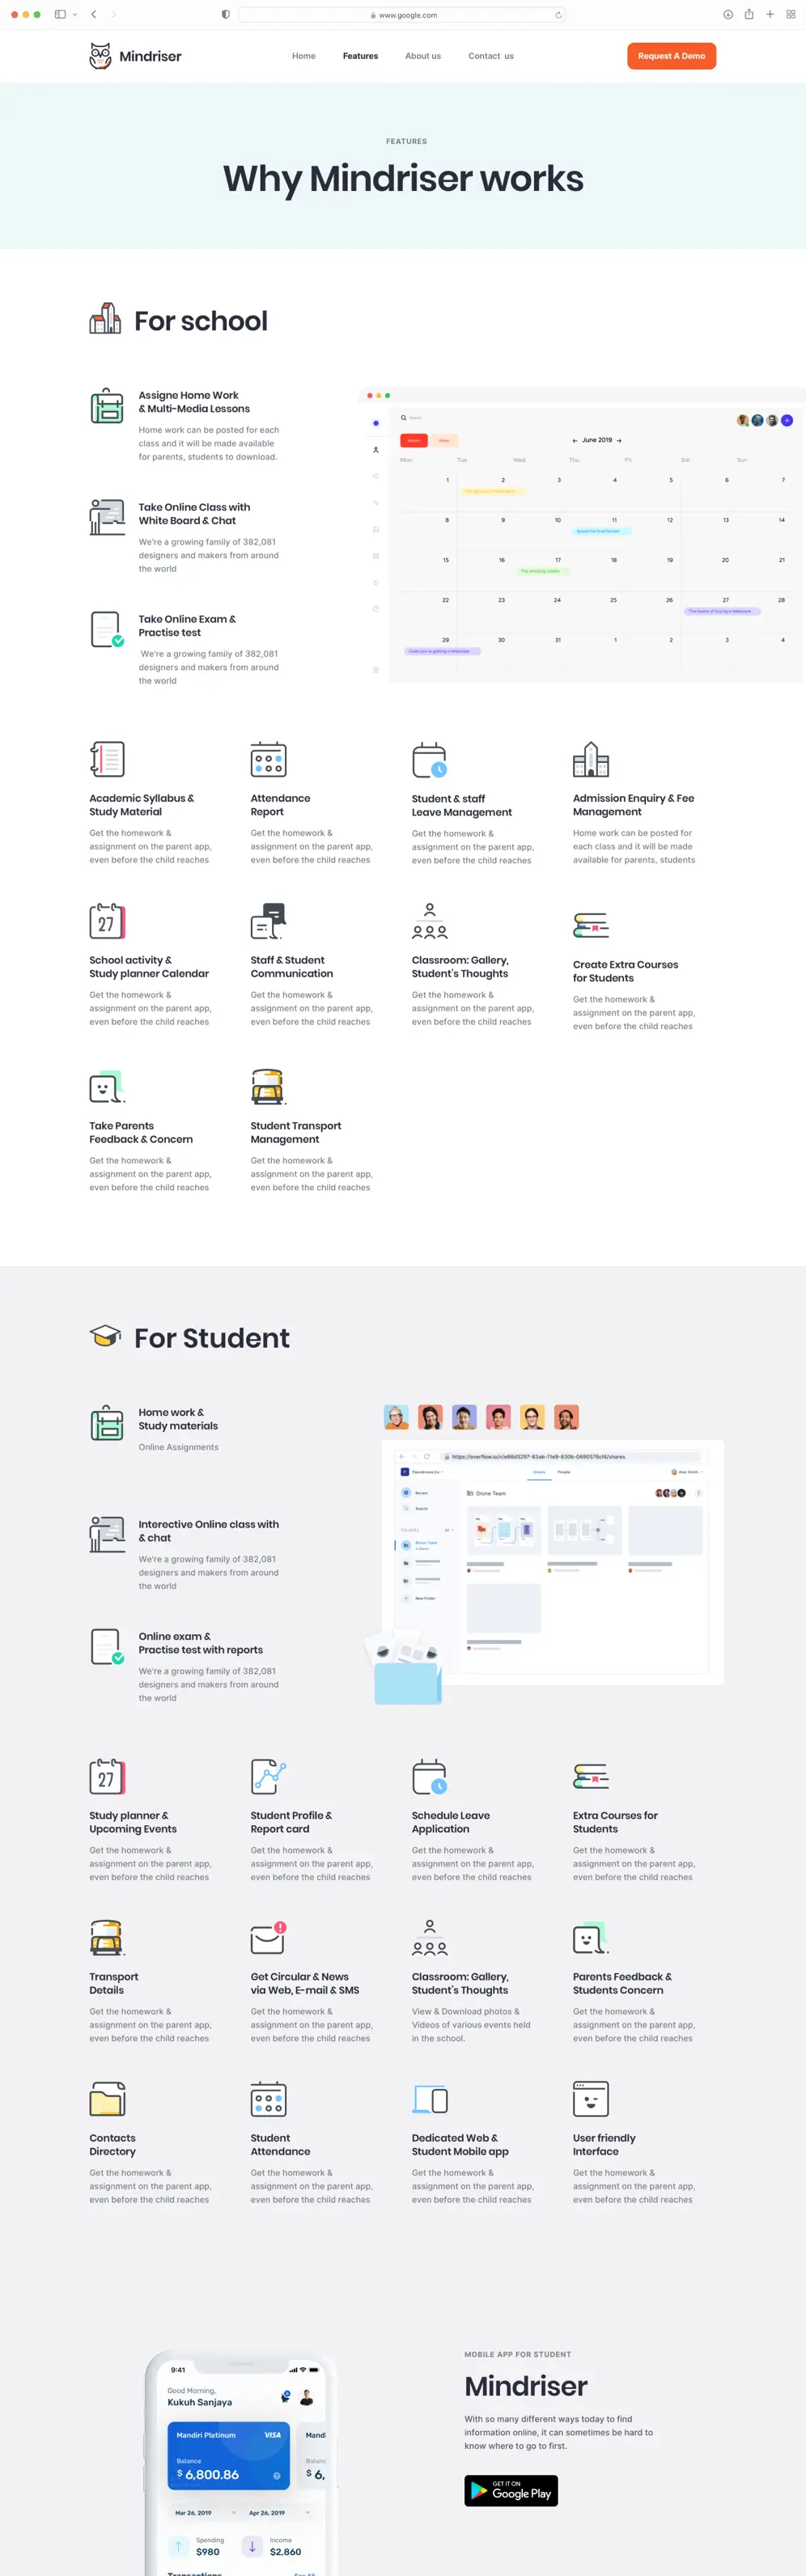 www.google.com
Mindriser
Home
Features
About us
Contact us
Request A Demo
FEATURES
Why Mindriser works
For school
Assigne Home Work
& Multi-Media Lessons
Home work can be posted for each
class and it will be made available
for parents, students to download.
Take Online Class with
White Board & Chat
We're a growing family of 382,081
designers and makers from around
the world
Take Online Exam &
Practise test
We're a growing family of 382,081
designers and makers from around
the world
Search
Month
Week
June 2019
Mon Tue Wed Thu Fri Sat Sun
1 2 3 4 5 6 7
8 9 10 11 12 13 14
15 16 17 18 19 20 21
22 23 24 25 26 27 28
The basics of buying a telescope
29 30 31 1 2 3 4
Academic Syllabus &
Study Material
Get the homework &
assignment on the parent app,
even before the child reaches
Attendance
Report
Get the homework &
assignment on the parent app,
even before the child reaches
Student & staff
Leave Management
Get the homework &
assignment on the parent app,
even before the child reaches
Admission Enquiry & Fee
Management
Home work can be posted for
each class and it will be made
available for parents, students
27
School activity &
Study planner Calendar
Get the homework &
assignment on the parent app,
even before the child reaches
Staff & Student
Communication
Get the homework &
assignment on the parent app,
even before the child reaches
Classroom: Gallery,
Student's Thoughts
Get the homework &
assignment on the parent app,
even before the child reaches
Create Extra Courses
for Students
Get the homework &
assignment on the parent app,
even before the child reaches
Take Parents
Feedback & Concern
Get the homework &
assignment on the parent app,
even before the child reaches
Student Transport
Management
Get the homework &
assignment on the parent app,
even before the child reaches
For Student
Home work &
Study materials
Online Assignments
Interective Online class with
& chat
We're a growing family of 382,081
designers and makers from around
the world
Online exam &
Practise test with reports
We're a growing family of 382,081
designers and makers from around
the world
Shares
People
Alex Smith
Recent
Search
FOLDERS
Drone Team
New Folder
Drone Team
27
Study planner &
Upcoming Events
Get the homework &
assignment on the parent app,
even before the child reaches
Student Profile &
Report card
Get the homework &
assignment on the parent app,
even before the child reaches
Schedule Leave
Application
Get the homework &
assignment on the parent app,
even before the child reaches
Extra Courses for
Students
Get the homework &
assignment on the parent app,
even before the child reaches
Transport
Details
Get the homework &
assignment on the parent app,
even before the child reaches
Get Circular & News
via Web, E-mail & SMS
Get the homework &
assignment on the parent app,
even before the child reaches
Classroom: Gallery,
Student's Thoughts
View & Download photos &
Videos of various events held
in the school.
Parents Feedback &
Students Concern
Get the homework &
assignment on the parent app,
even before the child reaches
Contacts
Directory
Get the homework &
assignment on the parent app,
even before the child reaches
Student
Attendance
Get the homework &
assignment on the parent app,
even before the child reaches
Dedicated Web &
Student Mobile app
Get the homework &
assignment on the parent app,
even before the child reaches
User friendly
Interface
Get the homework &
assignment on the parent app,
even before the child reaches
9:41
Good Morning,
Kukuh Sanjaya
Mandiri Platinum
VISA
Balance
$ 6,800.86
Mandi
Balanc
$ 6,
Mar 26, 2019
Apr 26, 2019
Spending
$980
Income
$2,860
MOBILE APP FOR STUDENT
Mindriser
With so many different ways today to find
information online, it can sometimes be hard to
know where to go to first.
GET IT ON
Google Play